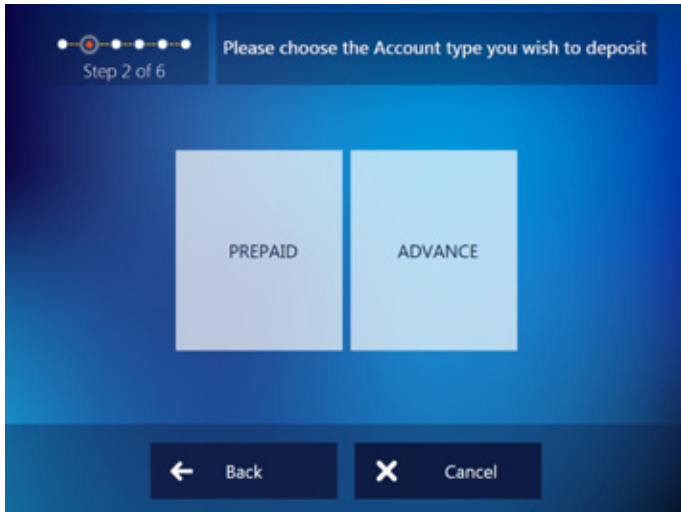 Please choose the Account type you wish to deposit
Step 2 of 6
PREPAID
ADVANCE
Back
Cancel